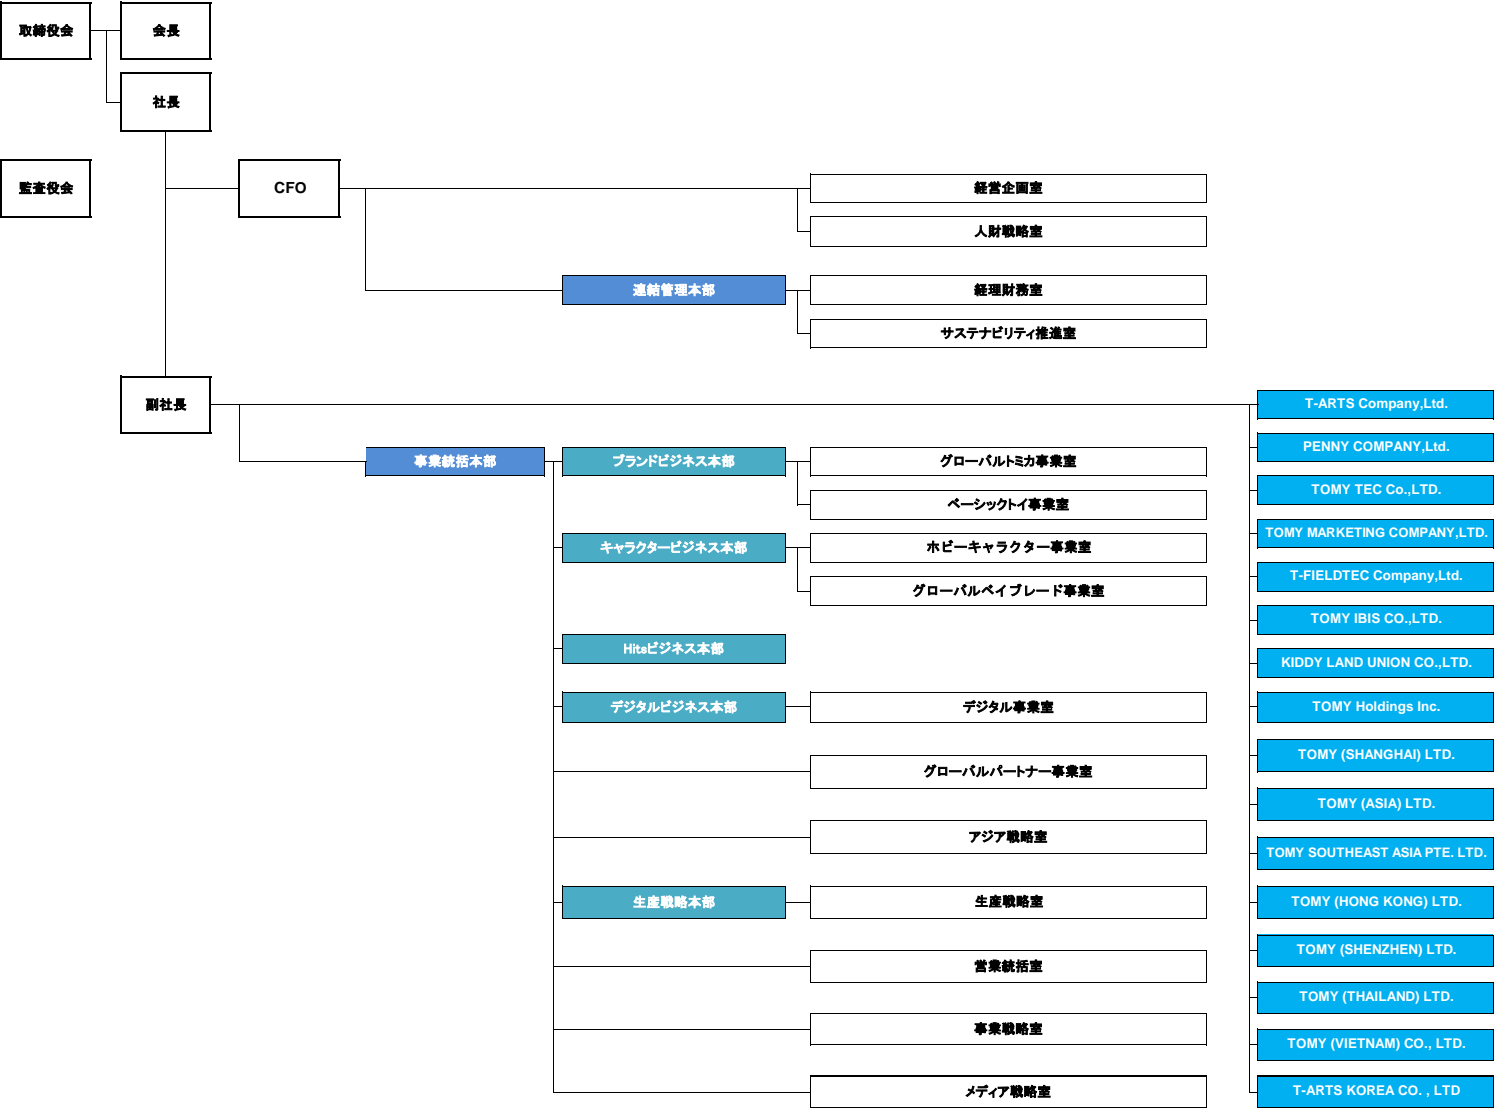 取締役会
会長
社長
監査役会
CFO
経営企画室
人財戦略室
連結管理本部
経理財務室
サステナビリティ推進室
副社長
T-ARTS Company,Ltd.
事業統括本部
ブランドビジネス本部
グローバルトミカ事業室
PENNY COMPANY,Ltd.
ベーシックトイ事業室
TOMY TEC Co.,LTD.
キャラクタービジネス本部
ホビーキャラクター事業室
TOMY MARKETING COMPANY,LTD.
グローバルベイブレード事業室
T-FIELDTEC Company,Ltd.
TOMY IBIS CO.,LTD.
Hitsビジネス本部
KIDDY LAND UNION CO.,LTD.
デジタルビジネス本部
デジタル事業室
TOMY Holdings Inc.
グローバルパートナー事業室
TOMY (SHANGHAI) LTD.
TOMY (ASIA) LTD.
アジア戦略室
TOMY SOUTHEAST ASIA PTE. LTD.
生産戦略本部
生産戦略室
TOMY (HONG KONG) LTD.
TOMY (SHENZHEN) LTD.
営業統括室
TOMY (THAILAND) LTD.
事業戦略室
TOMY (VIETNAM) CO., LTD.
メディア戦略室
T-ARTS KOREA CO. , LTD